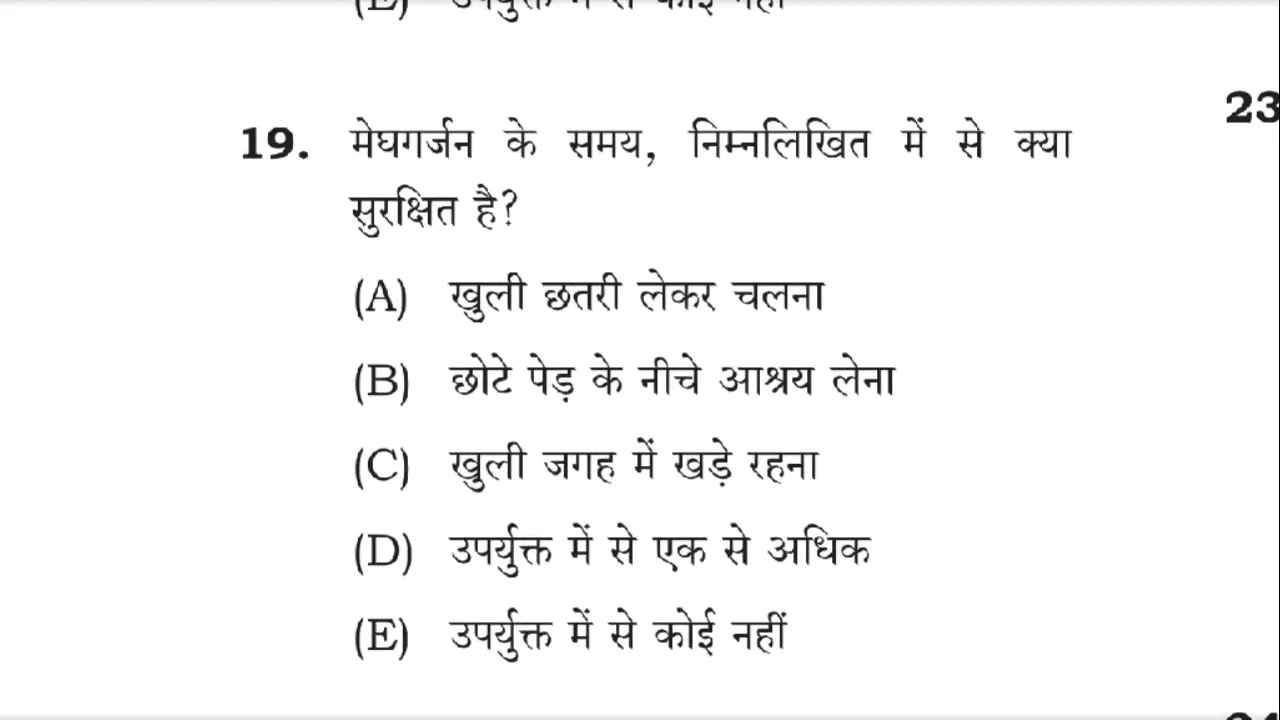 19. मेघगर्जन के समय, निम्नलिखित में से क्या
सुरक्षित है?
(A) खुली छतरी लेकर चलना
(B) छोटे पेड़ के नीचे आश्रय लेना
(C) खुली जगह में खड़े रहना
(D) उपर्युक्त में से एक से अधिक
(E) उपर्युक्त में से कोई नहीं
23